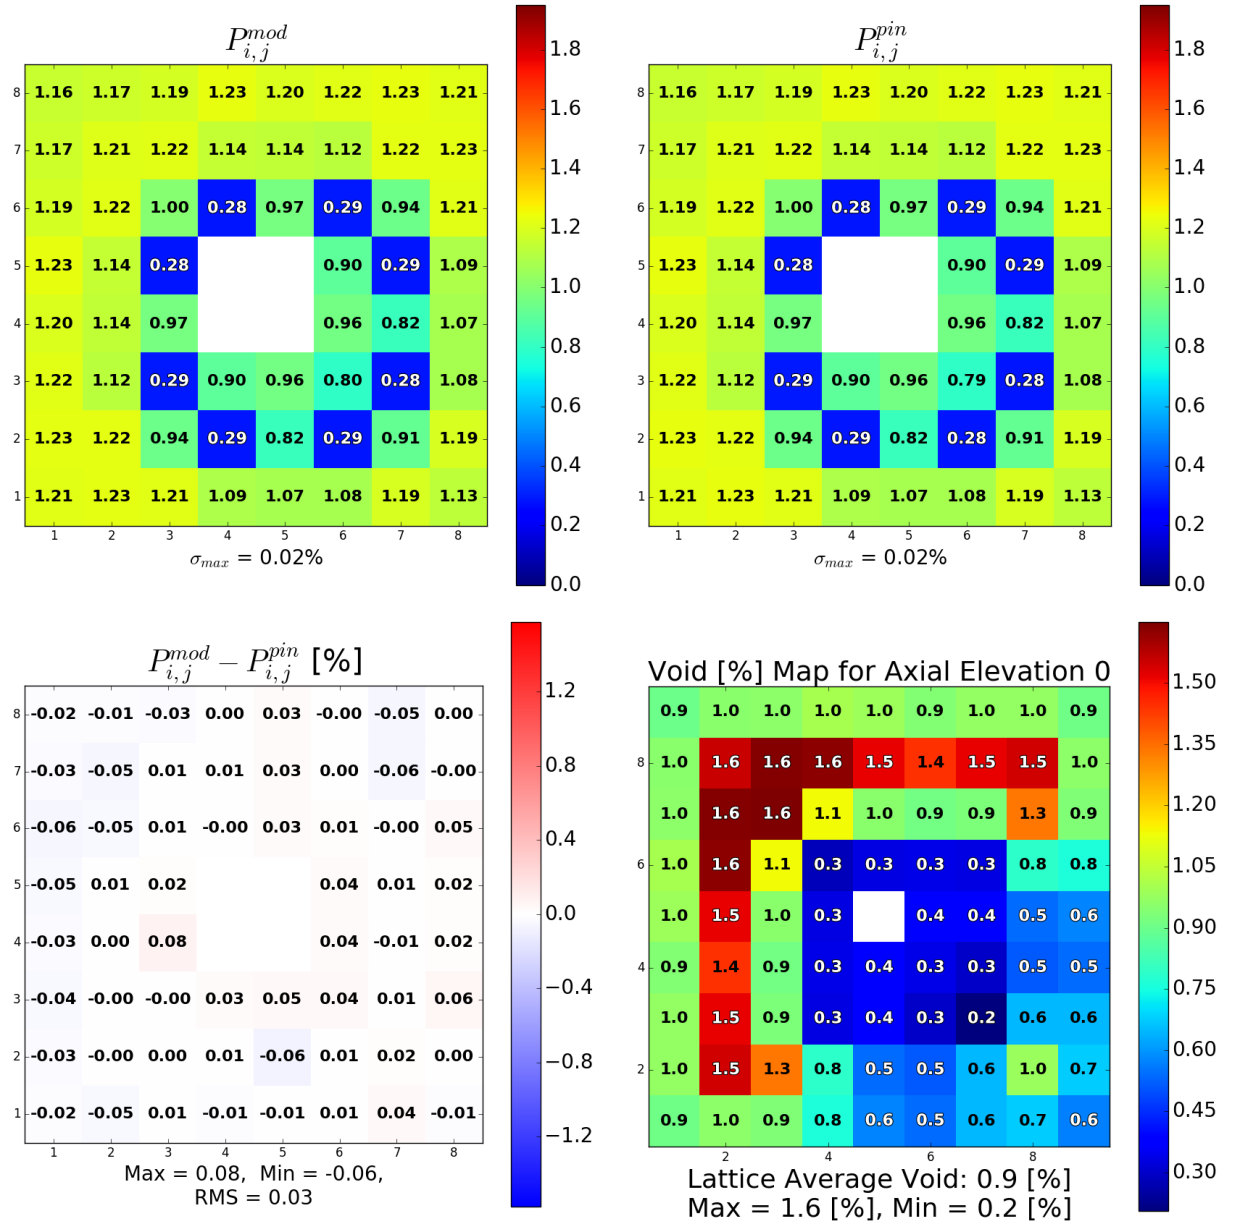 P_{i,j}^{mod}
8 1.16 1.17 1.19 1.23 1.20 1.22 1.23 1.21
7 1.17 1.21 1.22 1.14 1.14 1.12 1.22 1.23
6 1.19 1.22 1.00 0.28 0.97 0.29 0.94 1.21
5 1.23 1.14 0.28 0.90 0.29 1.09
4 1.20 1.14 0.97 0.96 0.82 1.07
3 1.22 1.12 0.29 0.90 0.96 0.80 0.28 1.08
2 1.23 1.22 0.94 0.29 0.82 0.29 0.91 1.19
1 1.21 1.23 1.21 1.09 1.07 1.08 1.19 1.13
1 2 3 4 5 6 7 8
σ_{max} = 0.02%
1.8
1.6
1.4
1.2
1.0
0.8
0.6
0.4
0.2
0.0
P_{i,j}^{pin}
8 1.16 1.17 1.19 1.23 1.20 1.22 1.23 1.21
7 1.17 1.21 1.22 1.14 1.14 1.12 1.22 1.23
6 1.19 1.22 1.00 0.28 0.97 0.29 0.94 1.21
5 1.23 1.14 0.28 0.90 0.29 1.09
4 1.20 1.14 0.97 0.96 0.82 1.07
3 1.22 1.12 0.29 0.90 0.96 0.79 0.28 1.08
2 1.23 1.22 0.94 0.29 0.82 0.28 0.91 1.19
1 1.21 1.23 1.21 1.09 1.07 1.08 1.19 1.13
1 2 3 4 5 6 7 8
σ_{max} = 0.02%
1.8
1.6
1.4
1.2
1.0
0.8
0.6
0.4
0.2
0.0
P_{i,j}^{mod} − P_{i,j}^{pin} [%]
8 -0.02 -0.01 -0.03 0.00 0.03 -0.00 -0.05 0.00
7 -0.03 -0.05 0.01 0.01 0.03 0.00 -0.06 -0.00
6 -0.06 -0.05 0.01 -0.00 0.03 0.01 -0.00 0.05
5 -0.05 0.01 0.02 0.04 0.01 0.02
4 -0.03 0.00 0.08 0.04 -0.01 0.02
3 -0.04 -0.00 -0.00 0.03 0.05 0.04 0.01 0.06
2 -0.03 -0.00 0.00 0.01 -0.06 0.01 0.02 0.00
1 -0.02 -0.05 0.01 -0.01 -0.01 0.01 0.04 -0.01
1 2 3 4 5 6 7 8
Max = 0.08, Min = -0.06,
RMS = 0.03
1.2
0.8
0.4
0.0
−0.4
−0.8
−1.2
Void [%] Map for Axial Elevation 0
0.9 1.0 1.0 1.0 1.0 0.9 1.0 1.0 0.9
8 1.0 1.6 1.6 1.6 1.5 1.4 1.5 1.5 1.0
1.0 1.6 1.6 1.1 1.0 0.9 0.9 1.3 0.9
6 1.0 1.6 1.1 0.3 0.3 0.3 0.3 0.8 0.8
1.0 1.5 1.0 0.3 0.4 0.4 0.5 0.6
4 0.9 1.4 0.9 0.3 0.4 0.3 0.3 0.5 0.5
1.0 1.5 0.9 0.3 0.4 0.3 0.2 0.6 0.6
2 1.0 1.5 1.3 0.8 0.5 0.5 0.6 1.0 0.7
0.9 1.0 0.9 0.8 0.6 0.5 0.6 0.7 0.6
2 4 6 8
Lattice Average Void: 0.9 [%]
Max = 1.6 [%], Min = 0.2 [%]
1.50
1.35
1.20
1.05
0.90
0.75
0.60
0.45
0.30